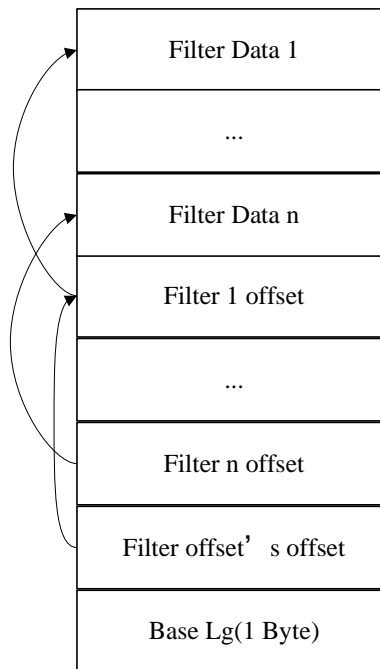 Filter Data 1
...
Filter Data n
Filter 1 offset
...
Filter n offset
Filter offset’ s offset
Base Lg(1 Byte)